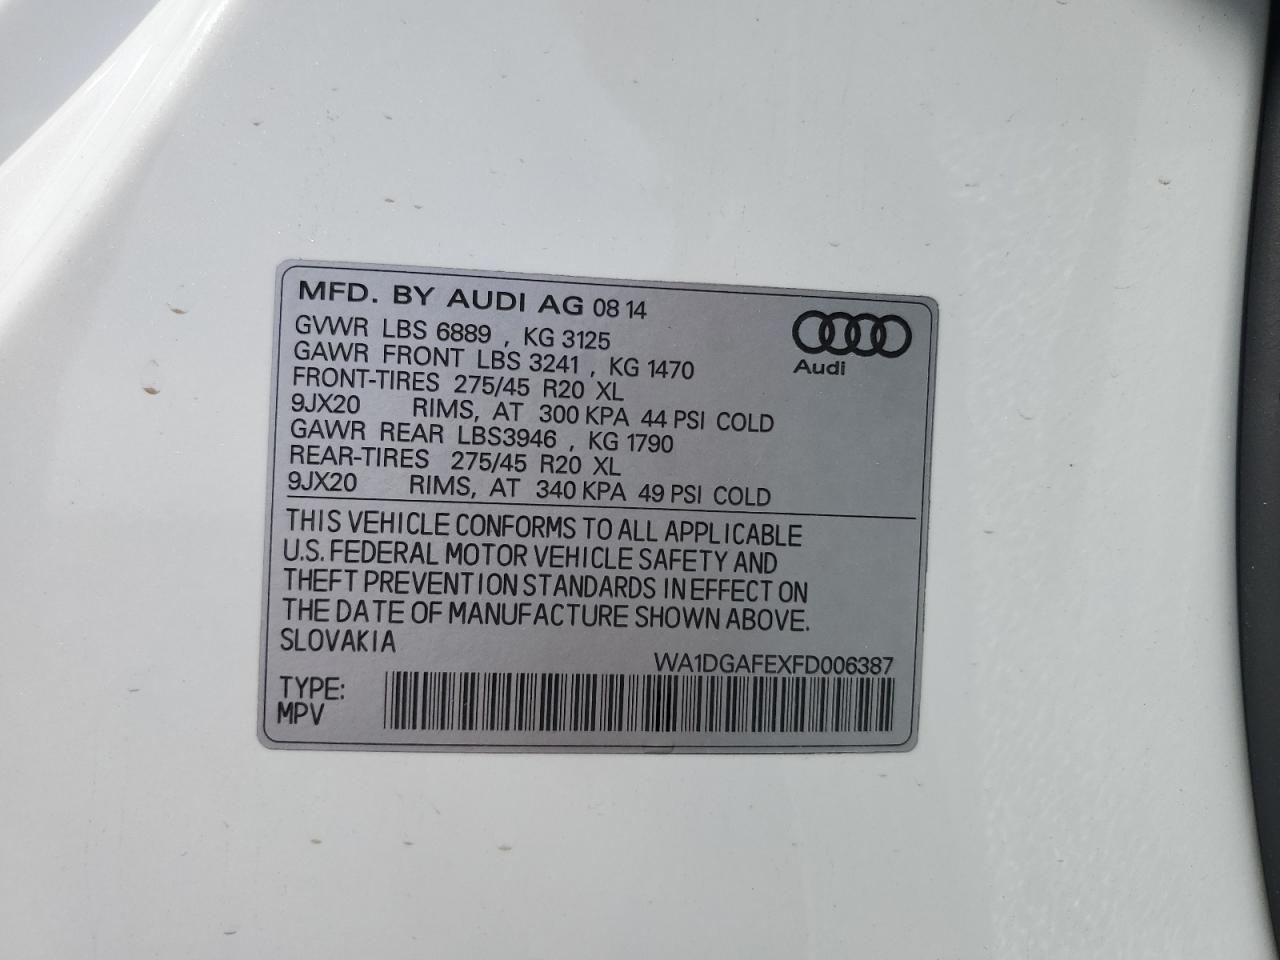 MFD. BY AUDI AG 08 14
GVWR LBS 6889 , KG 3125
GAWR FRONT LBS 3241 , KG 1470
FRONT-TIRES 275/45 R20 XL
9JX20 RIMS, AT 300 KPA 44 PSI COLD
GAWR REAR LBS3946 , KG 1790
REAR-TIRES 275/45 R20 XL
9JX20 RIMS, AT 340 KPA 49 PSI COLD
Audi
THIS VEHICLE CONFORMS TO ALL APPLICABLE
U.S. FEDERAL MOTOR VEHICLE SAFETY AND
THEFT PREVENTION STANDARDS IN EFFECT ON
THE DATE OF MANUFACTURE SHOWN ABOVE.
SLOVAKIA
WA1DGAFEXFD006387
TYPE:
MPV